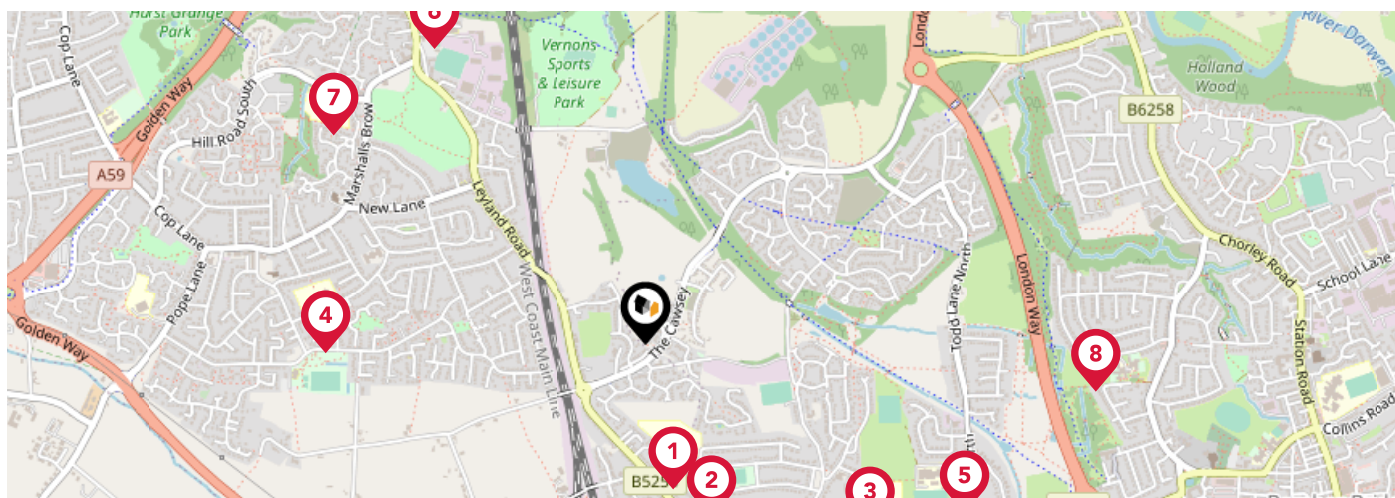 Hurst Grange
Park
Cop Lane
Golden Way
Hill Road South
7
Marshalls Brow
A59
New Lane
Cop Lane
Pope Lane
Golden Way
4
6
Vernons
Sports
& Leisure
Park
Leyland Road
West Coast Main Line
The Cawsey
1
2
B525
3
5
Todd Lane North
London Way
8
River Darwen
Holland
Wood
B6258
Chorley Road
School Lane
Station Road
Collins Road